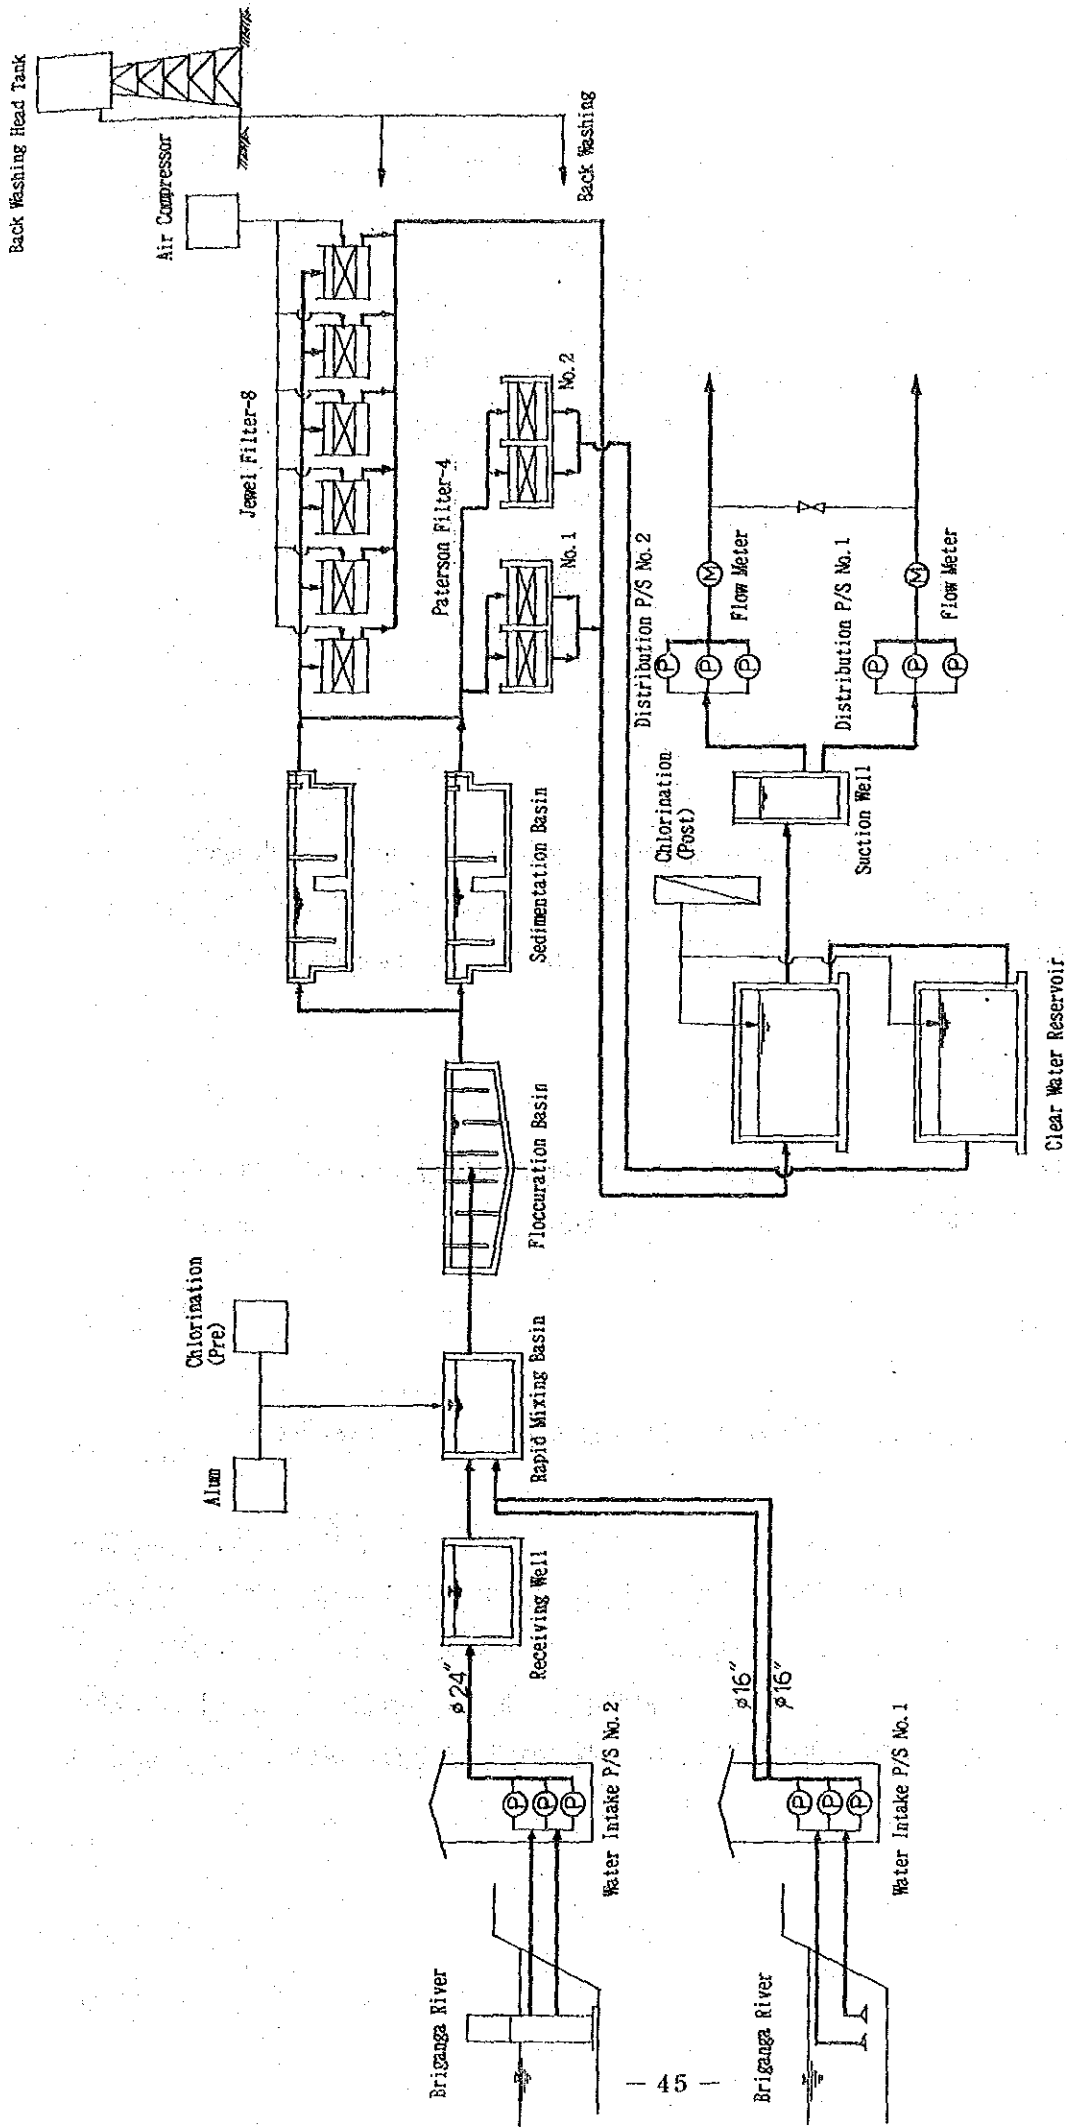 Back Washing Head Tank
Air Compressor
Back Washing
Jewel Filter-8
Paterson Filter-4
No.1
No.2
Distribution P/S No.2
P
P
P
M
Flow Meter
Distribution P/S No.1
P
P
P
M
Flow Meter
Sedimentation Basin
Chlorination
(Post)
Suction Well
Clear Water Reservoir
Floccuration Basin
Chlorination
(Pre)
Alum
Rapid Mixing Basin
Receiving Well
ø24"
ø16"
ø16"
Water Intake P/S No.2
P
P
P
Water Intake P/S No.1
P
P
P
Briganga River
Briganga River
— 45 —